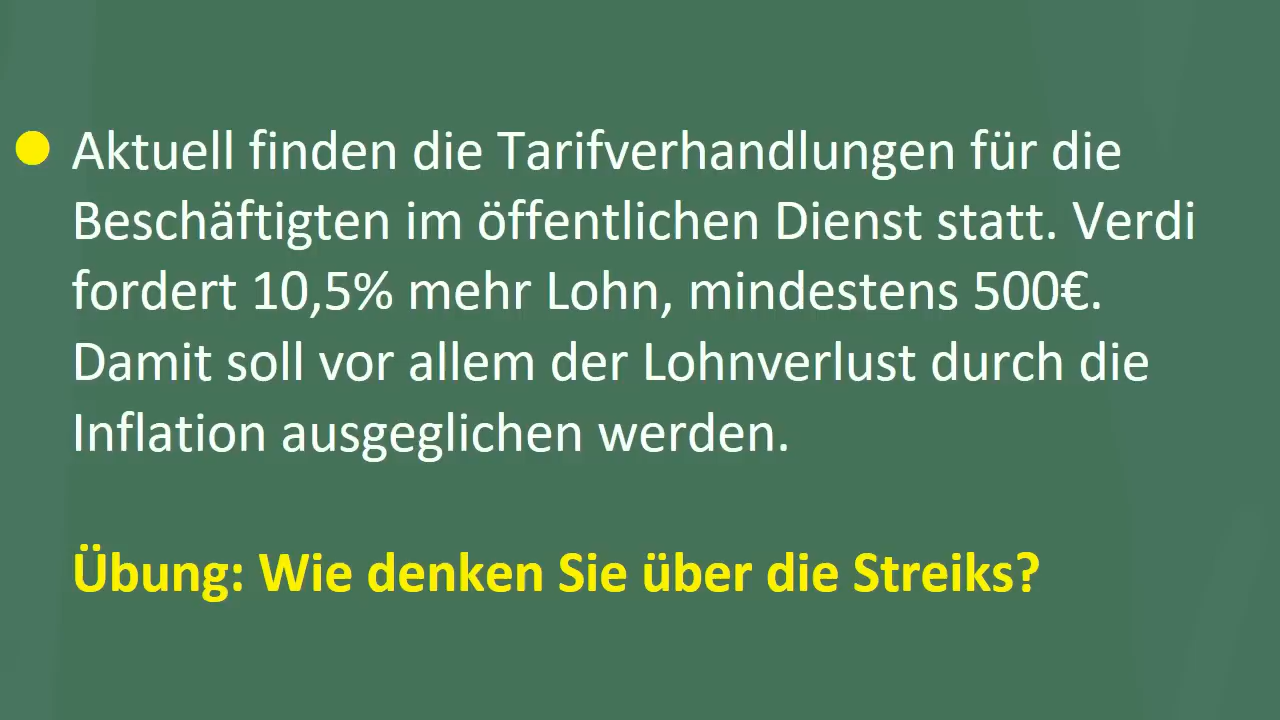 Aktuell finden die Tarifverhandlungen für die
Beschäftigten im öffentlichen Dienst statt. Verdi
fordert 10,5% mehr Lohn, mindestens 500€.
Damit soll vor allem der Lohnverlust durch die
Inflation ausgeglichen werden.
Übung: Wie denken Sie über die Streiks?